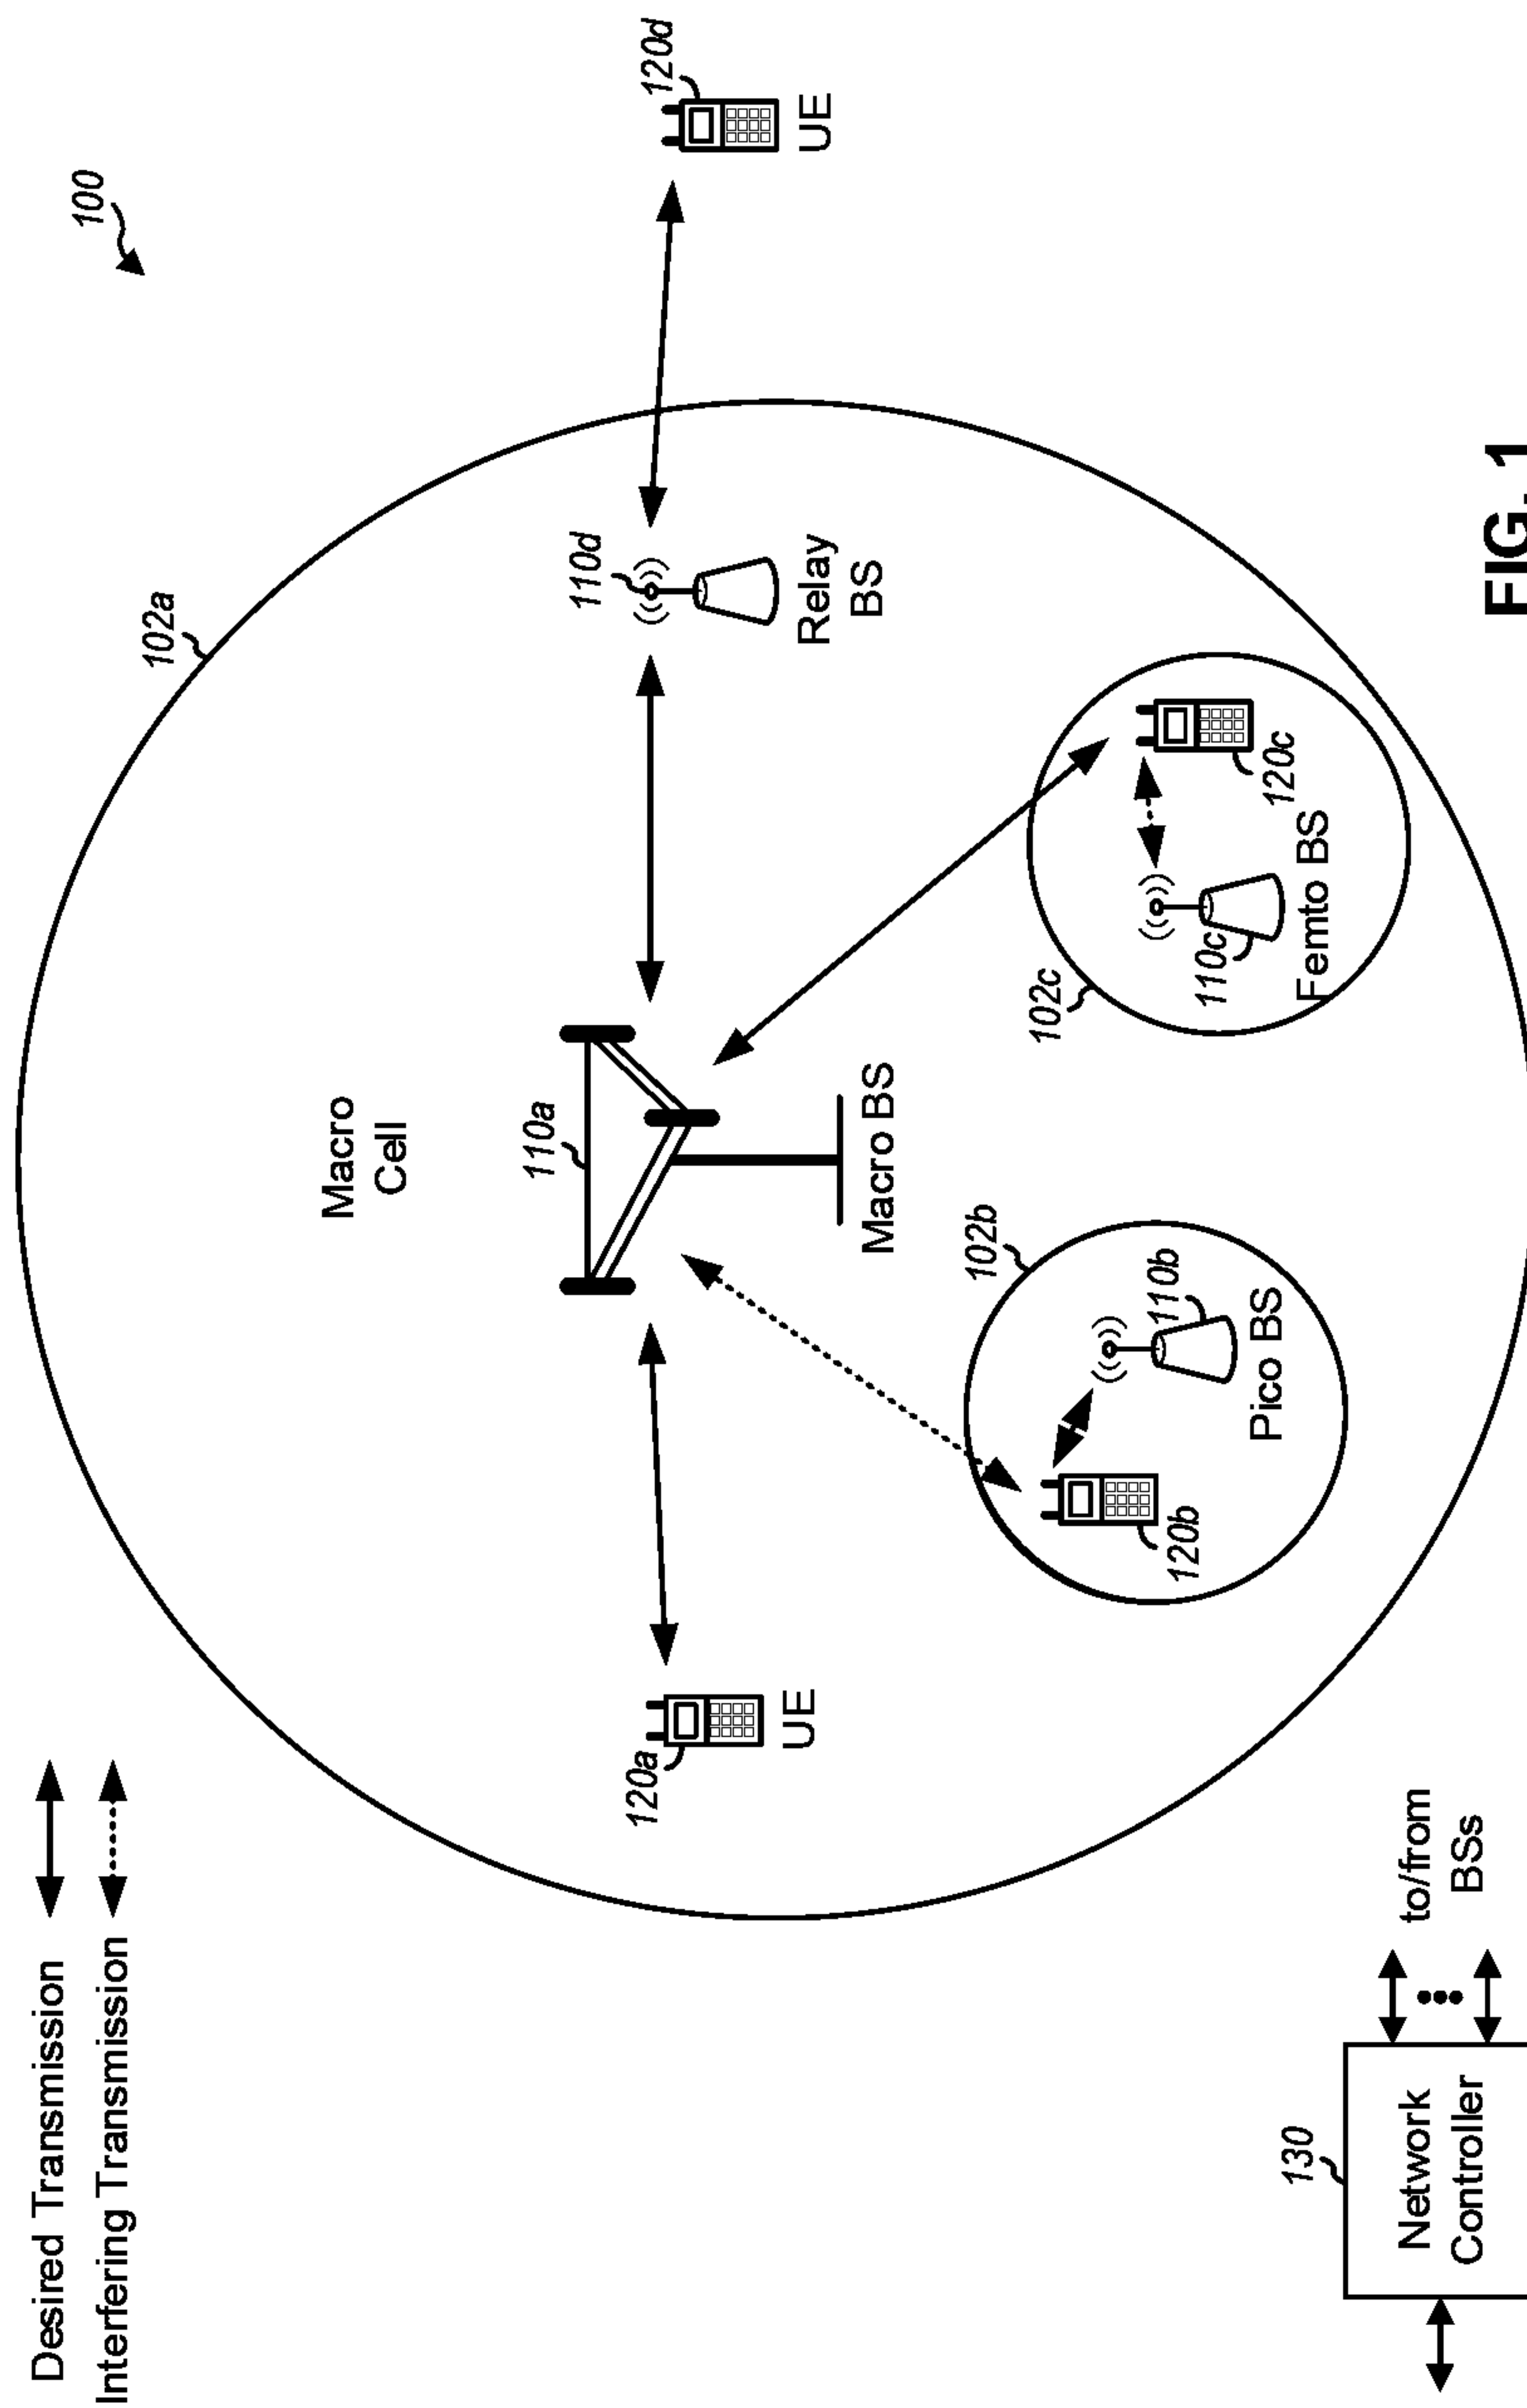 100
Desired Transmission
Interfering Transmission
102a
Macro
Cell
110a
110d
120d
120a
UE
Relay
BS
UE
Macro BS
102b
102c
110b
Pico BS
120b
110c
120c
Femto BS
130
Network
Controller
to/from
BSs
FIG. 1